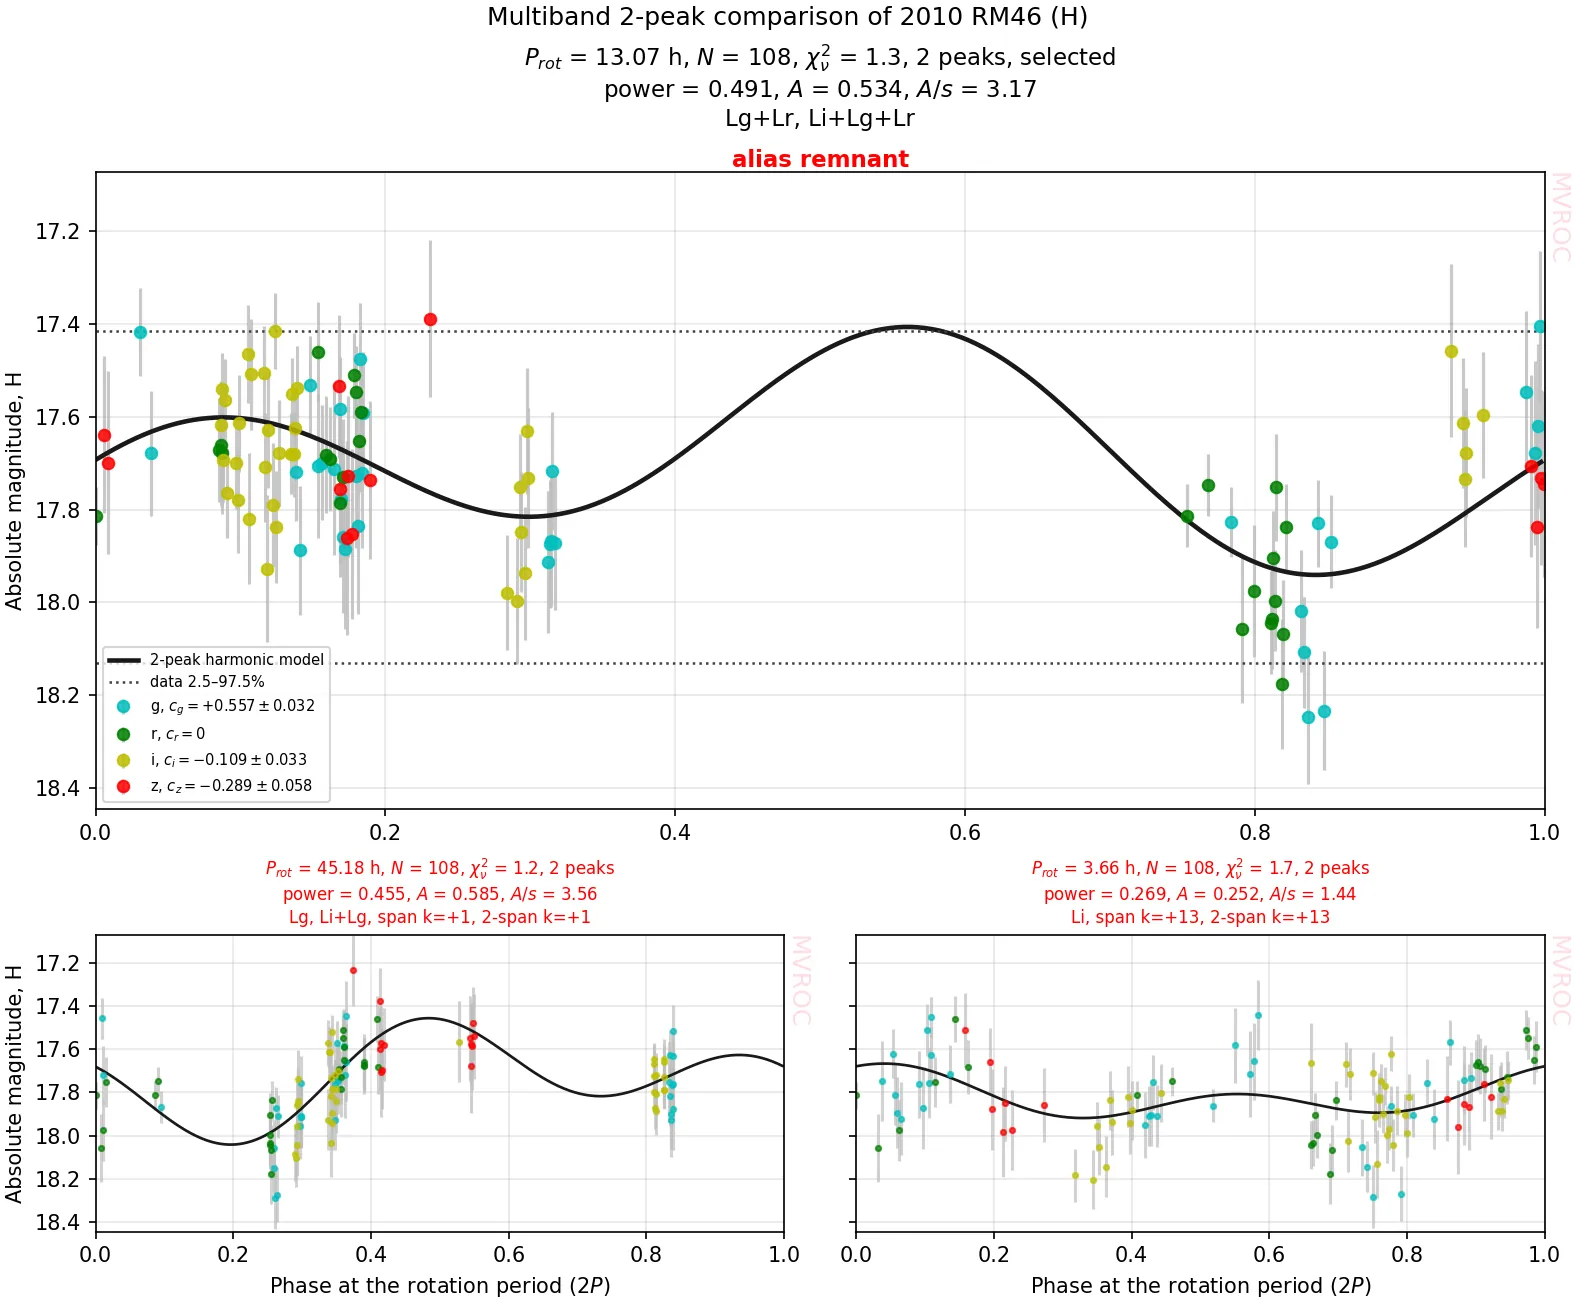 Multiband 2-peak comparison of 2010 RM46 (H)
P_rot = 13.07 h, N = 108, χ²_ν = 1.3, 2 peaks, selected
power = 0.491, A = 0.534, A/s = 3.17
Lg+Lr, Li+Lg+Lr
alias remnant
MVROC
Absolute magnitude, H
17.2
17.4
17.6
17.8
18.0
18.2
18.4
2-peak harmonic model
data 2.5–97.5%
g, c_g = +0.557 ± 0.032
r, c_r = 0
i, c_i = −0.109 ± 0.033
z, c_z = −0.289 ± 0.058
0.0 0.2 0.4 0.6 0.8 1.0
P_rot = 45.18 h, N = 108, χ²_ν = 1.2, 2 peaks
power = 0.455, A = 0.585, A/s = 3.56
Lg, Li+Lg, span k=+1, 2-span k=+1
MVROC
Absolute magnitude, H
17.2
17.4
17.6
17.8
18.0
18.2
18.4
0.0 0.2 0.4 0.6 0.8 1.0
Phase at the rotation period (2P)
P_rot = 3.66 h, N = 108, χ²_ν = 1.7, 2 peaks
power = 0.269, A = 0.252, A/s = 1.44
Li, span k=+13, 2-span k=+13
MVROC
0.0 0.2 0.4 0.6 0.8 1.0
Phase at the rotation period (2P)